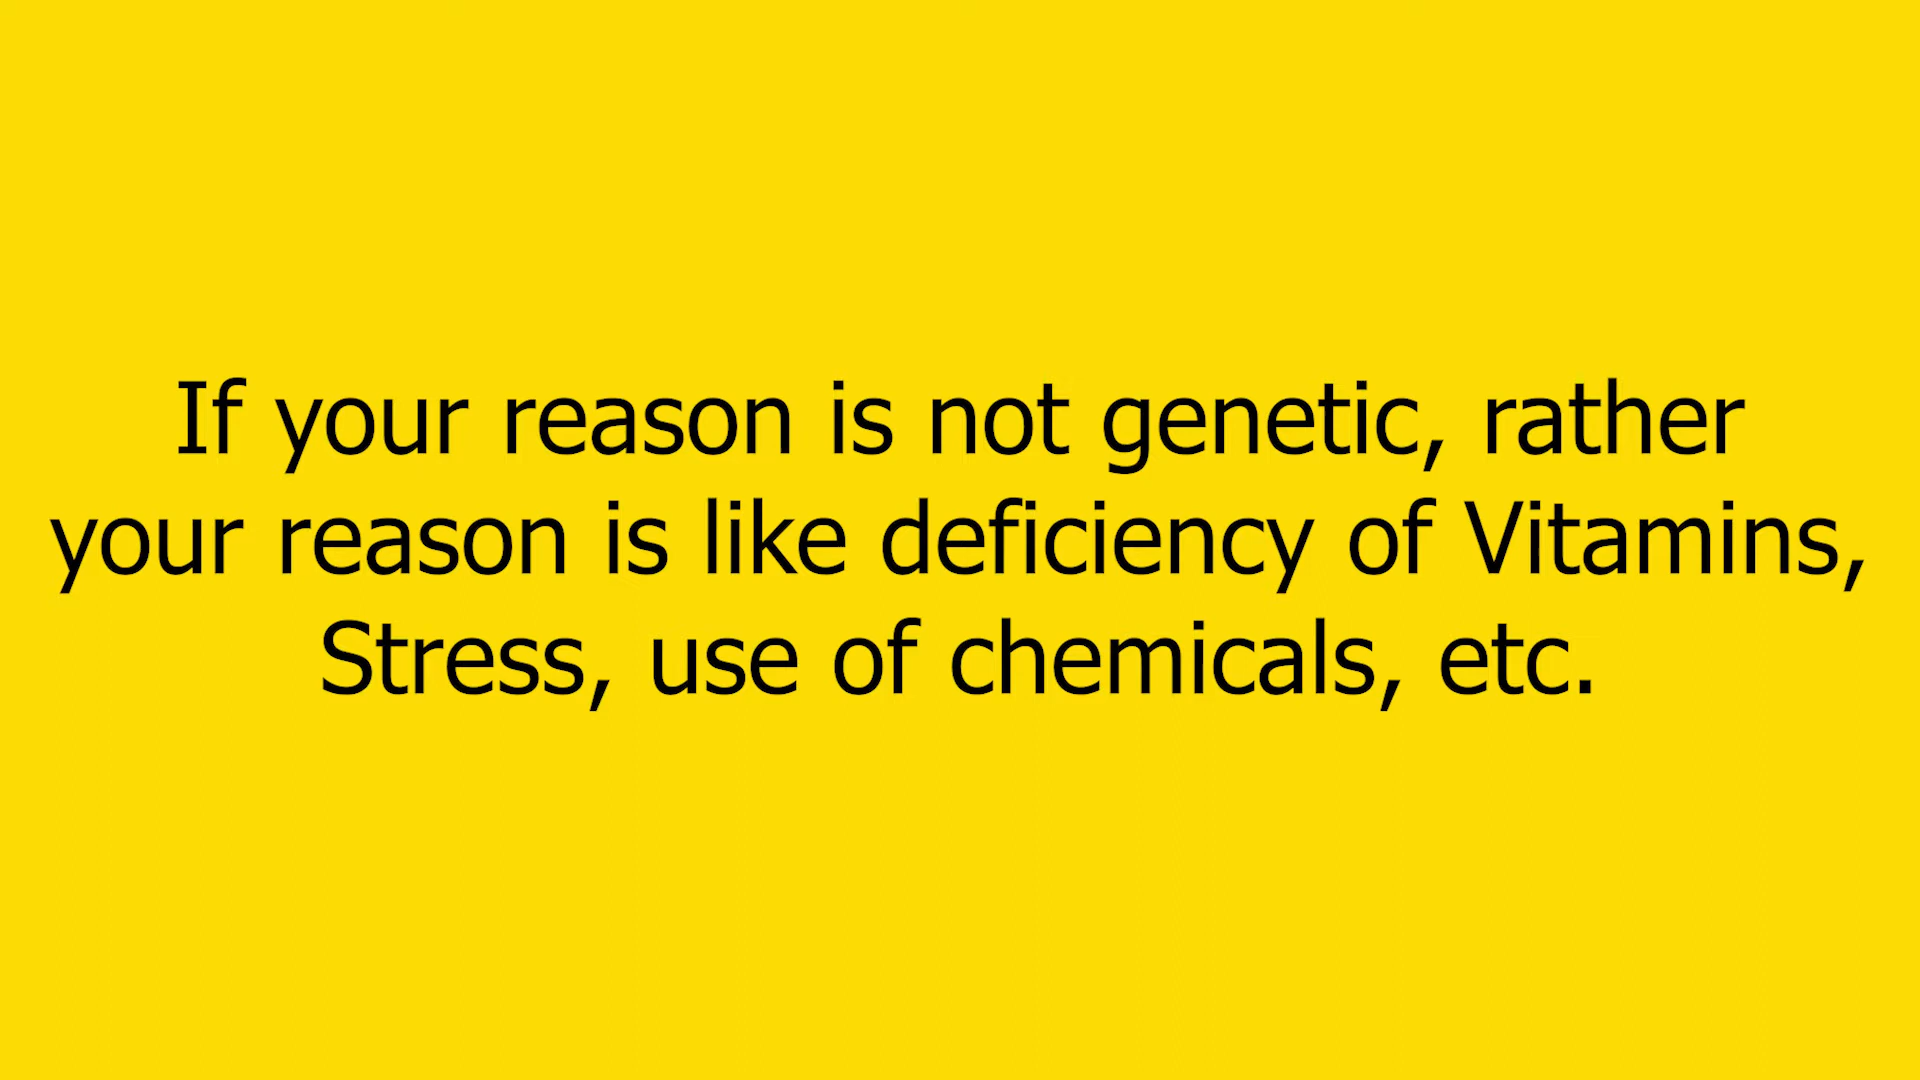 If your reason is not genetic, rather
your reason is like deficiency of Vitamins,
Stress, use of chemicals, etc.